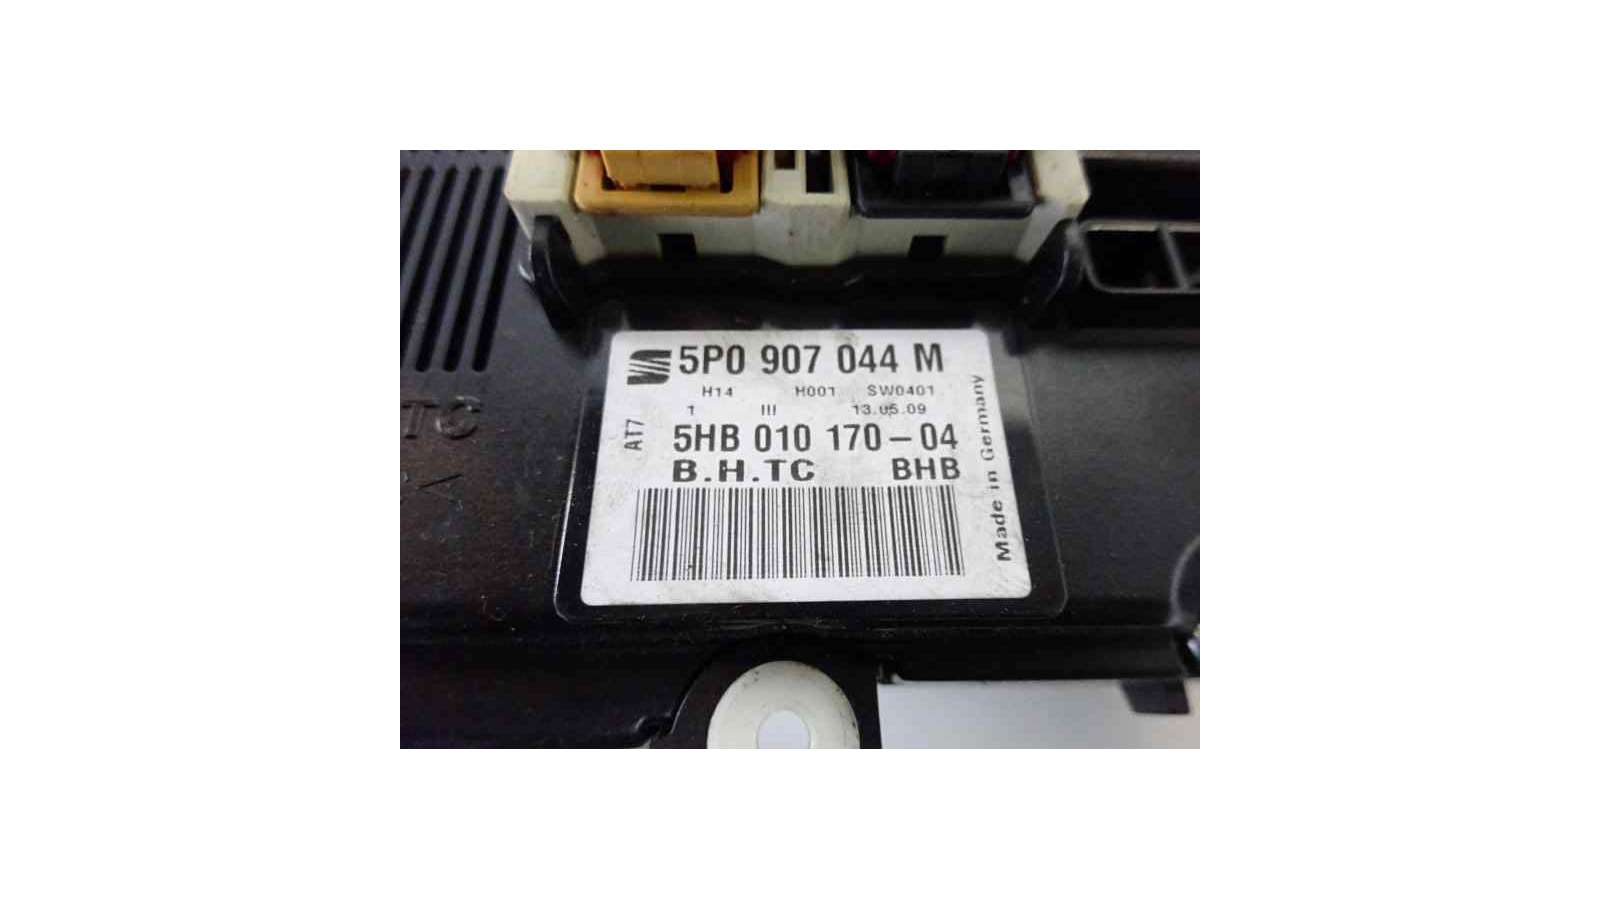 5P0 907 044 M
H14 H001 SW0401
1 III 13.05.09
AT7
5HB 010 170-04
B.H.TC BHB
Made in Germany
TC